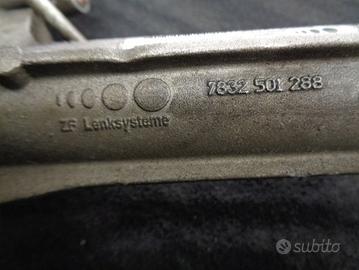 7832 501 288
ZF Lenksysteme
subito